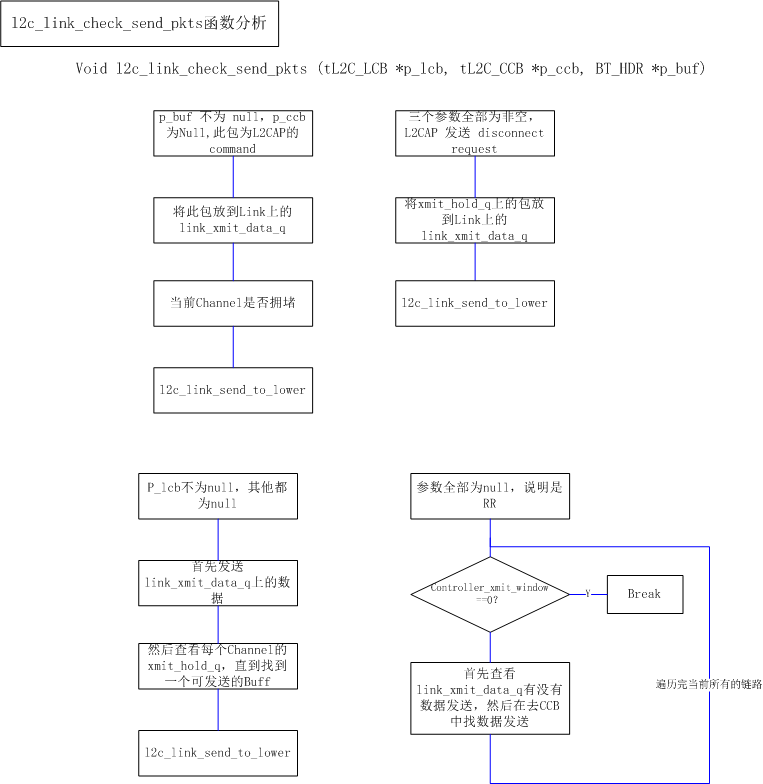 l2c_link_check_send_pkts函数分析
Void l2c_link_check_send_pkts (tL2C_LCB *p_lcb, tL2C_CCB *p_ccb, BT_HDR *p_buf)
p_buf 不为 null, p_ccb
为Null,此包为L2CAP的
command
将此包放到Link上的
link_xmit_data_q
当前Channel是否拥堵
l2c_link_send_to_lower
三个参数全部为非空,
L2CAP 发送 disconnect
request
将xmit_hold_q上的包放
到Link上的
link_xmit_data_q
l2c_link_send_to_lower
P_lcb不为null, 其他都
为null
首先发送
link_xmit_data_q上的数
据
然后查看每个Channel的
xmit_hold_q, 直到找到
一个可发送的Buff
l2c_link_send_to_lower
参数全部为null, 说明是
RR
Controller_xmit_window
==0?
Y
Break
首先查看
link_xmit_data_q有没有
数据发送, 然后在去CCB
中找数据发送
遍历完当前所有的链路